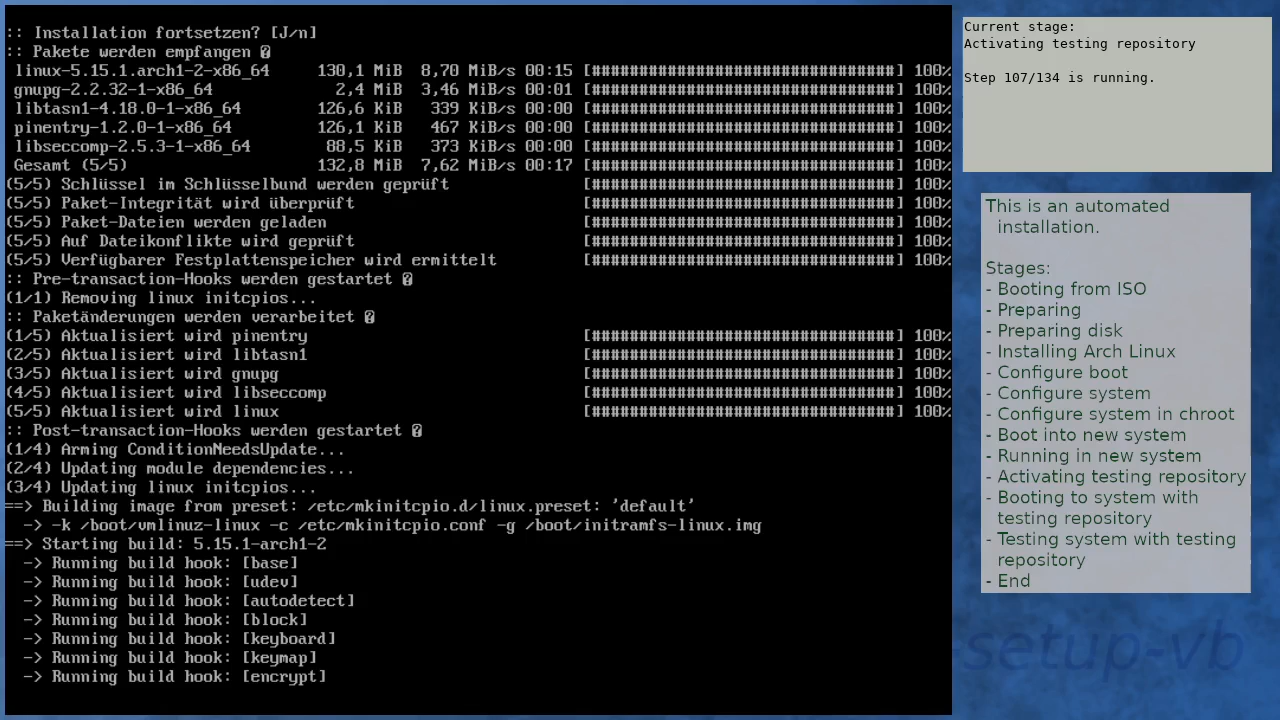 :: Installation fortsetzen? [J/n]
:: Pakete werden empfangen �
linux-5.15.1.arch1-2-x86_64 130,1 MiB 8,70 MiB/s 00:15 [################################] 100%
gnupg-2.2.32-1-x86_64 2,4 MiB 3,46 MiB/s 00:01 [################################] 100%
libtasn1-4.18.0-1-x86_64 126,6 KiB 339 KiB/s 00:00 [################################] 100%
pinentry-1.2.0-1-x86_64 126,1 KiB 467 KiB/s 00:00 [################################] 100%
libseccomp-2.5.3-1-x86_64 88,5 KiB 373 KiB/s 00:00 [################################] 100%
Gesamt (5/5) 132,8 MiB 7,62 MiB/s 00:17 [################################] 100%
(5/5) Schlüssel im Schlüsselbund werden geprüft [################################] 100%
(5/5) Paket-Integrität wird überprüft [################################] 100%
(5/5) Paket-Dateien werden geladen [################################] 100%
(5/5) Auf Dateikonflikte wird geprüft [################################] 100%
(5/5) Verfügbarer Festplattenspeicher wird ermittelt [################################] 100%
:: Pre-transaction-Hooks werden gestartet �
(1/1) Removing linux initcpios...
:: Paketänderungen werden verarbeitet �
(1/5) Aktualisiert wird pinentry [################################] 100%
(2/5) Aktualisiert wird libtasn1 [################################] 100%
(3/5) Aktualisiert wird gnupg [################################] 100%
(4/5) Aktualisiert wird libseccomp [################################] 100%
(5/5) Aktualisiert wird linux [################################] 100%
:: Post-transaction-Hooks werden gestartet �
(1/4) Arming ConditionNeedsUpdate...
(2/4) Updating module dependencies...
(3/4) Updating linux initcpios...
==> Building image from preset: /etc/mkinitcpio.d/linux.preset: 'default'
-> -k /boot/vmlinuz-linux -c /etc/mkinitcpio.conf -g /boot/initramfs-linux.img
==> Starting build: 5.15.1-arch1-2
-> Running build hook: [base]
-> Running build hook: [udev]
-> Running build hook: [autodetect]
-> Running build hook: [block]
-> Running build hook: [keyboard]
-> Running build hook: [keymap]
-> Running build hook: [encrypt]
Current stage:
Activating testing repository
Step 107/134 is running.
This is an automated
installation.
Stages:
- Booting from ISO
- Preparing
- Preparing disk
- Installing Arch Linux
- Configure boot
- Configure system
- Configure system in chroot
- Boot into new system
- Running in new system
- Activating testing repository
- Booting to system with
testing repository
- Testing system with testing
repository
- End
-setup-vb